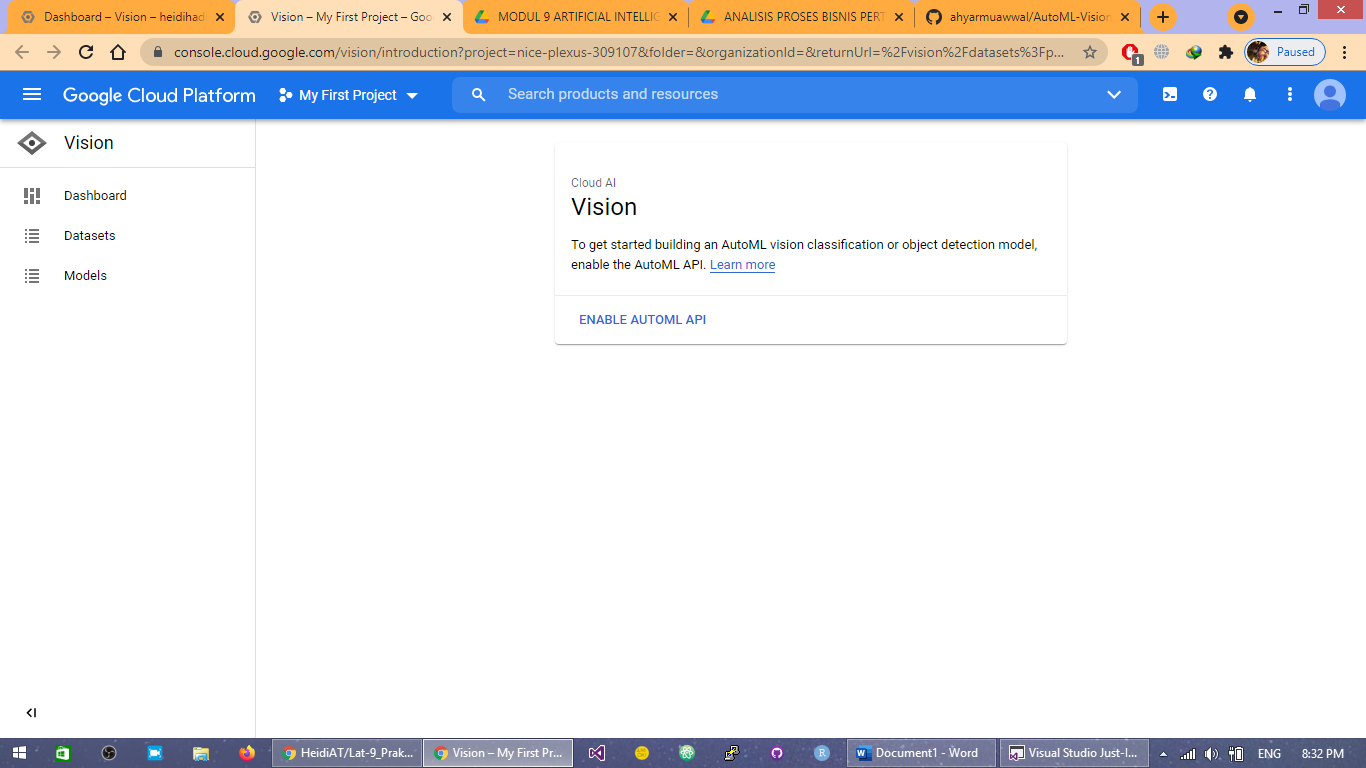 Dashboard – Vision – heidihad
Vision – My First Project – Goo
MODUL 9 ARTIFICIAL INTELLIG
ANALISIS PROSES BISNIS PERT
ahyarmuawwal/AutoML-Vision
console.cloud.google.com/vision/introduction?project=nice-plexus-309107&folder=&organizationId=&returnUrl=%2Fvision%2Fdatasets%3Fp...
1
Paused
Google Cloud Platform
My First Project
Search products and resources
Vision
Dashboard
Datasets
Models
Cloud AI
Vision
To get started building an AutoML vision classification or object detection model,
enable the AutoML API. Learn more
ENABLE AUTOML API
HeidiAT/Lat-9_Prak...
Vision – My First Pr...
Document1 - Word
Visual Studio Just-I...
ENG
8:32 PM